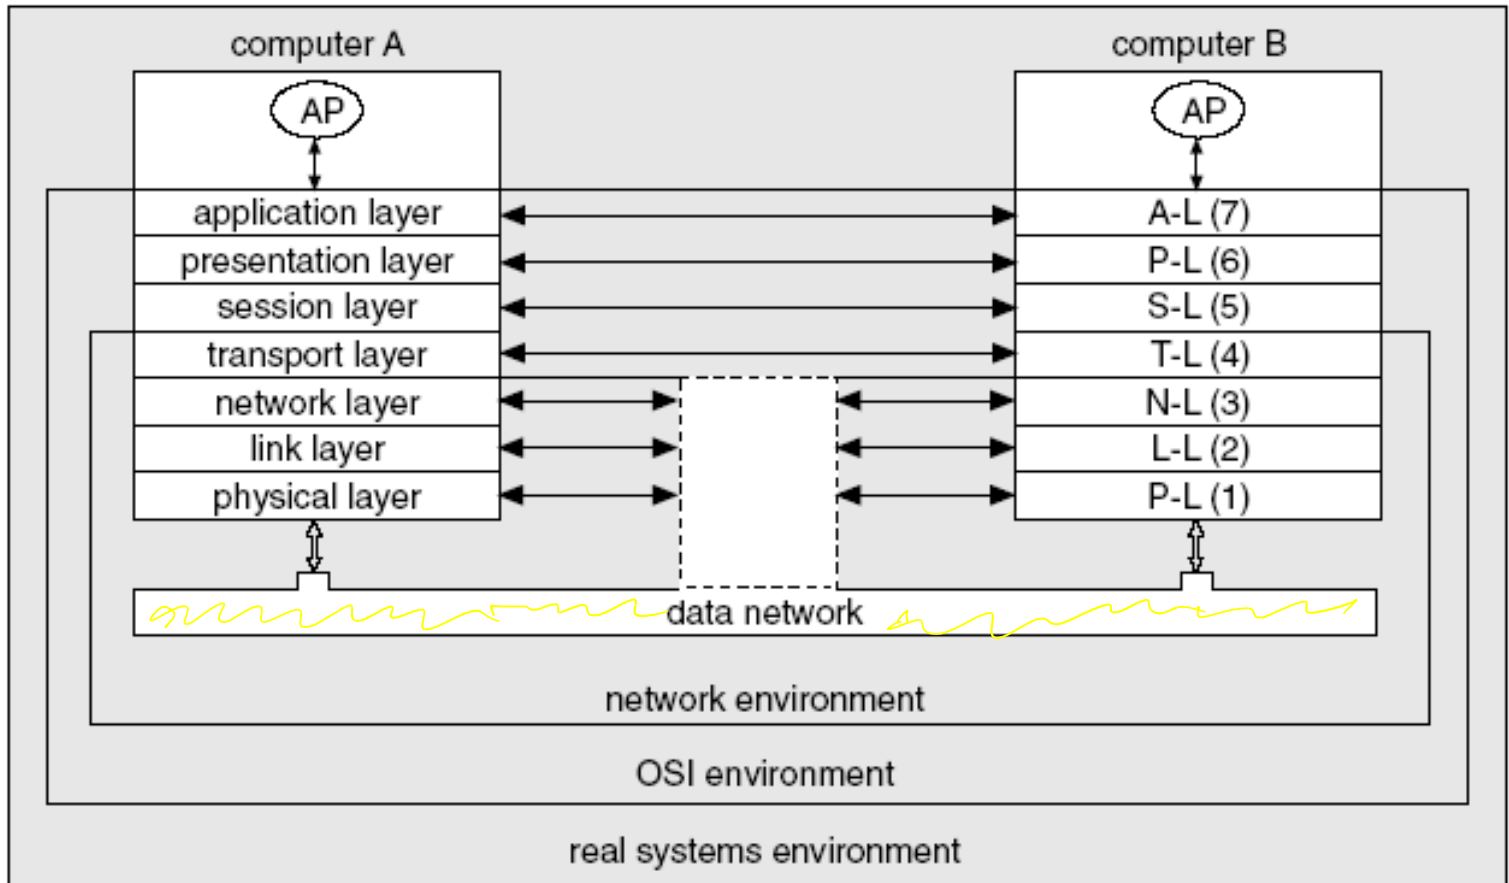 computer A
computer B
AP
AP
application layer
A-L (7)
presentation layer
P-L (6)
session layer
S-L (5)
transport layer
T-L (4)
network layer
N-L (3)
link layer
L-L (2)
physical layer
P-L (1)
data network
network environment
OSI environment
real systems environment